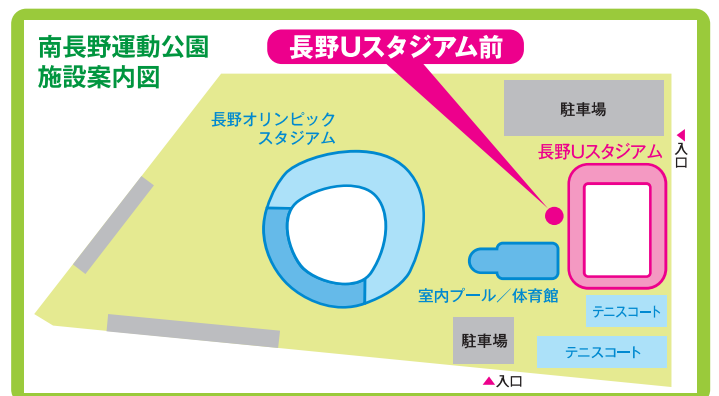 南長野運動公園
施設案内図
長野Uスタジアム前
駐車場
長野オリンピック
スタジアム
長野Uスタジアム
入口
室内プール／体育館
テニスコート
駐車場
テニスコート
入口